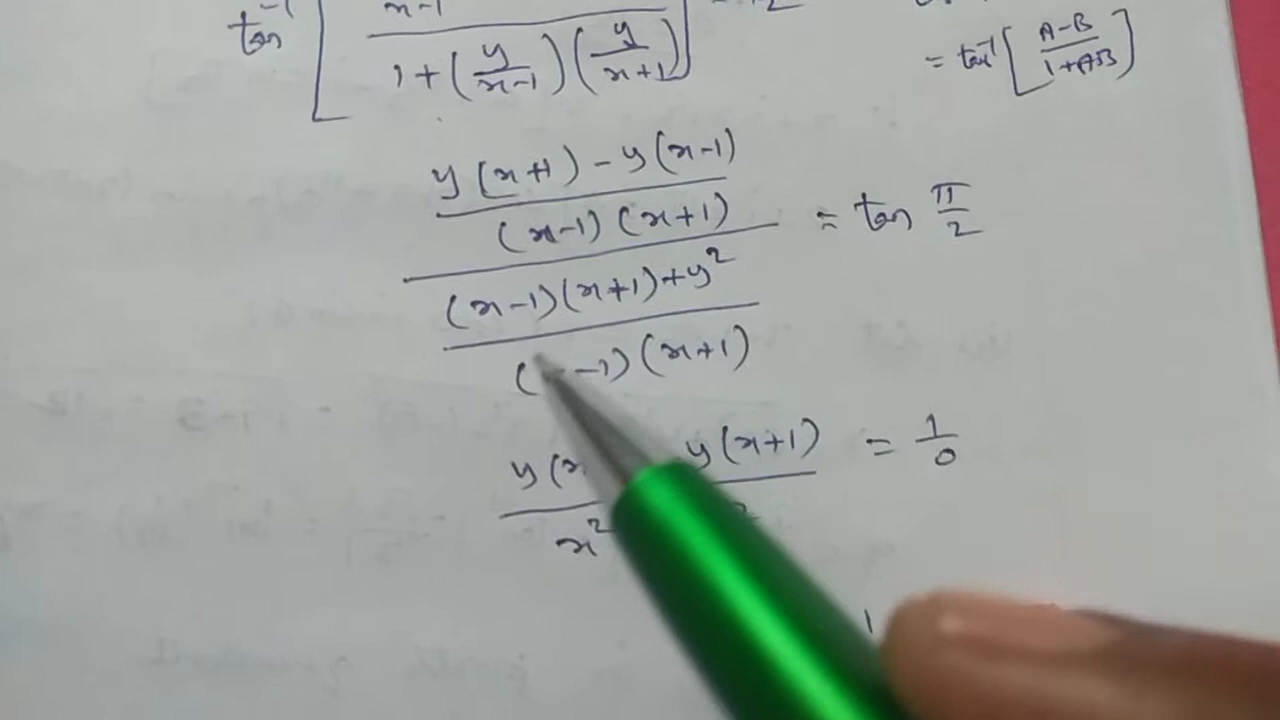 tan⁻¹ [ x-1
1+(y/x-1)(y/x+1) ]
= tan⁻¹ [ A-B / 1+AB ]
y(x+1) - y(x-1)
(x-1)(x+1) = tan π/2
(x-1)(x+1)+y²
( -1)(x+1)
y( y(x+1) = 1/0
x²